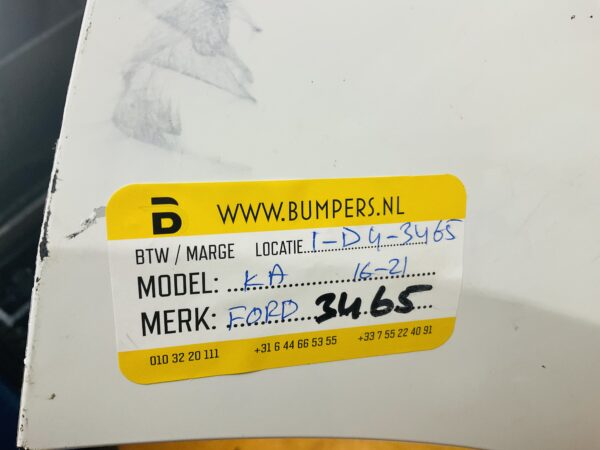 B WWW.BUMPERS.NL
BTW / MARGE LOCATIE 1-D4-3465
MODEL: KA 16-21
MERK: FORD 3465
010 32 20 111 +31 6 44 66 53 55 +33 7 55 22 40 91